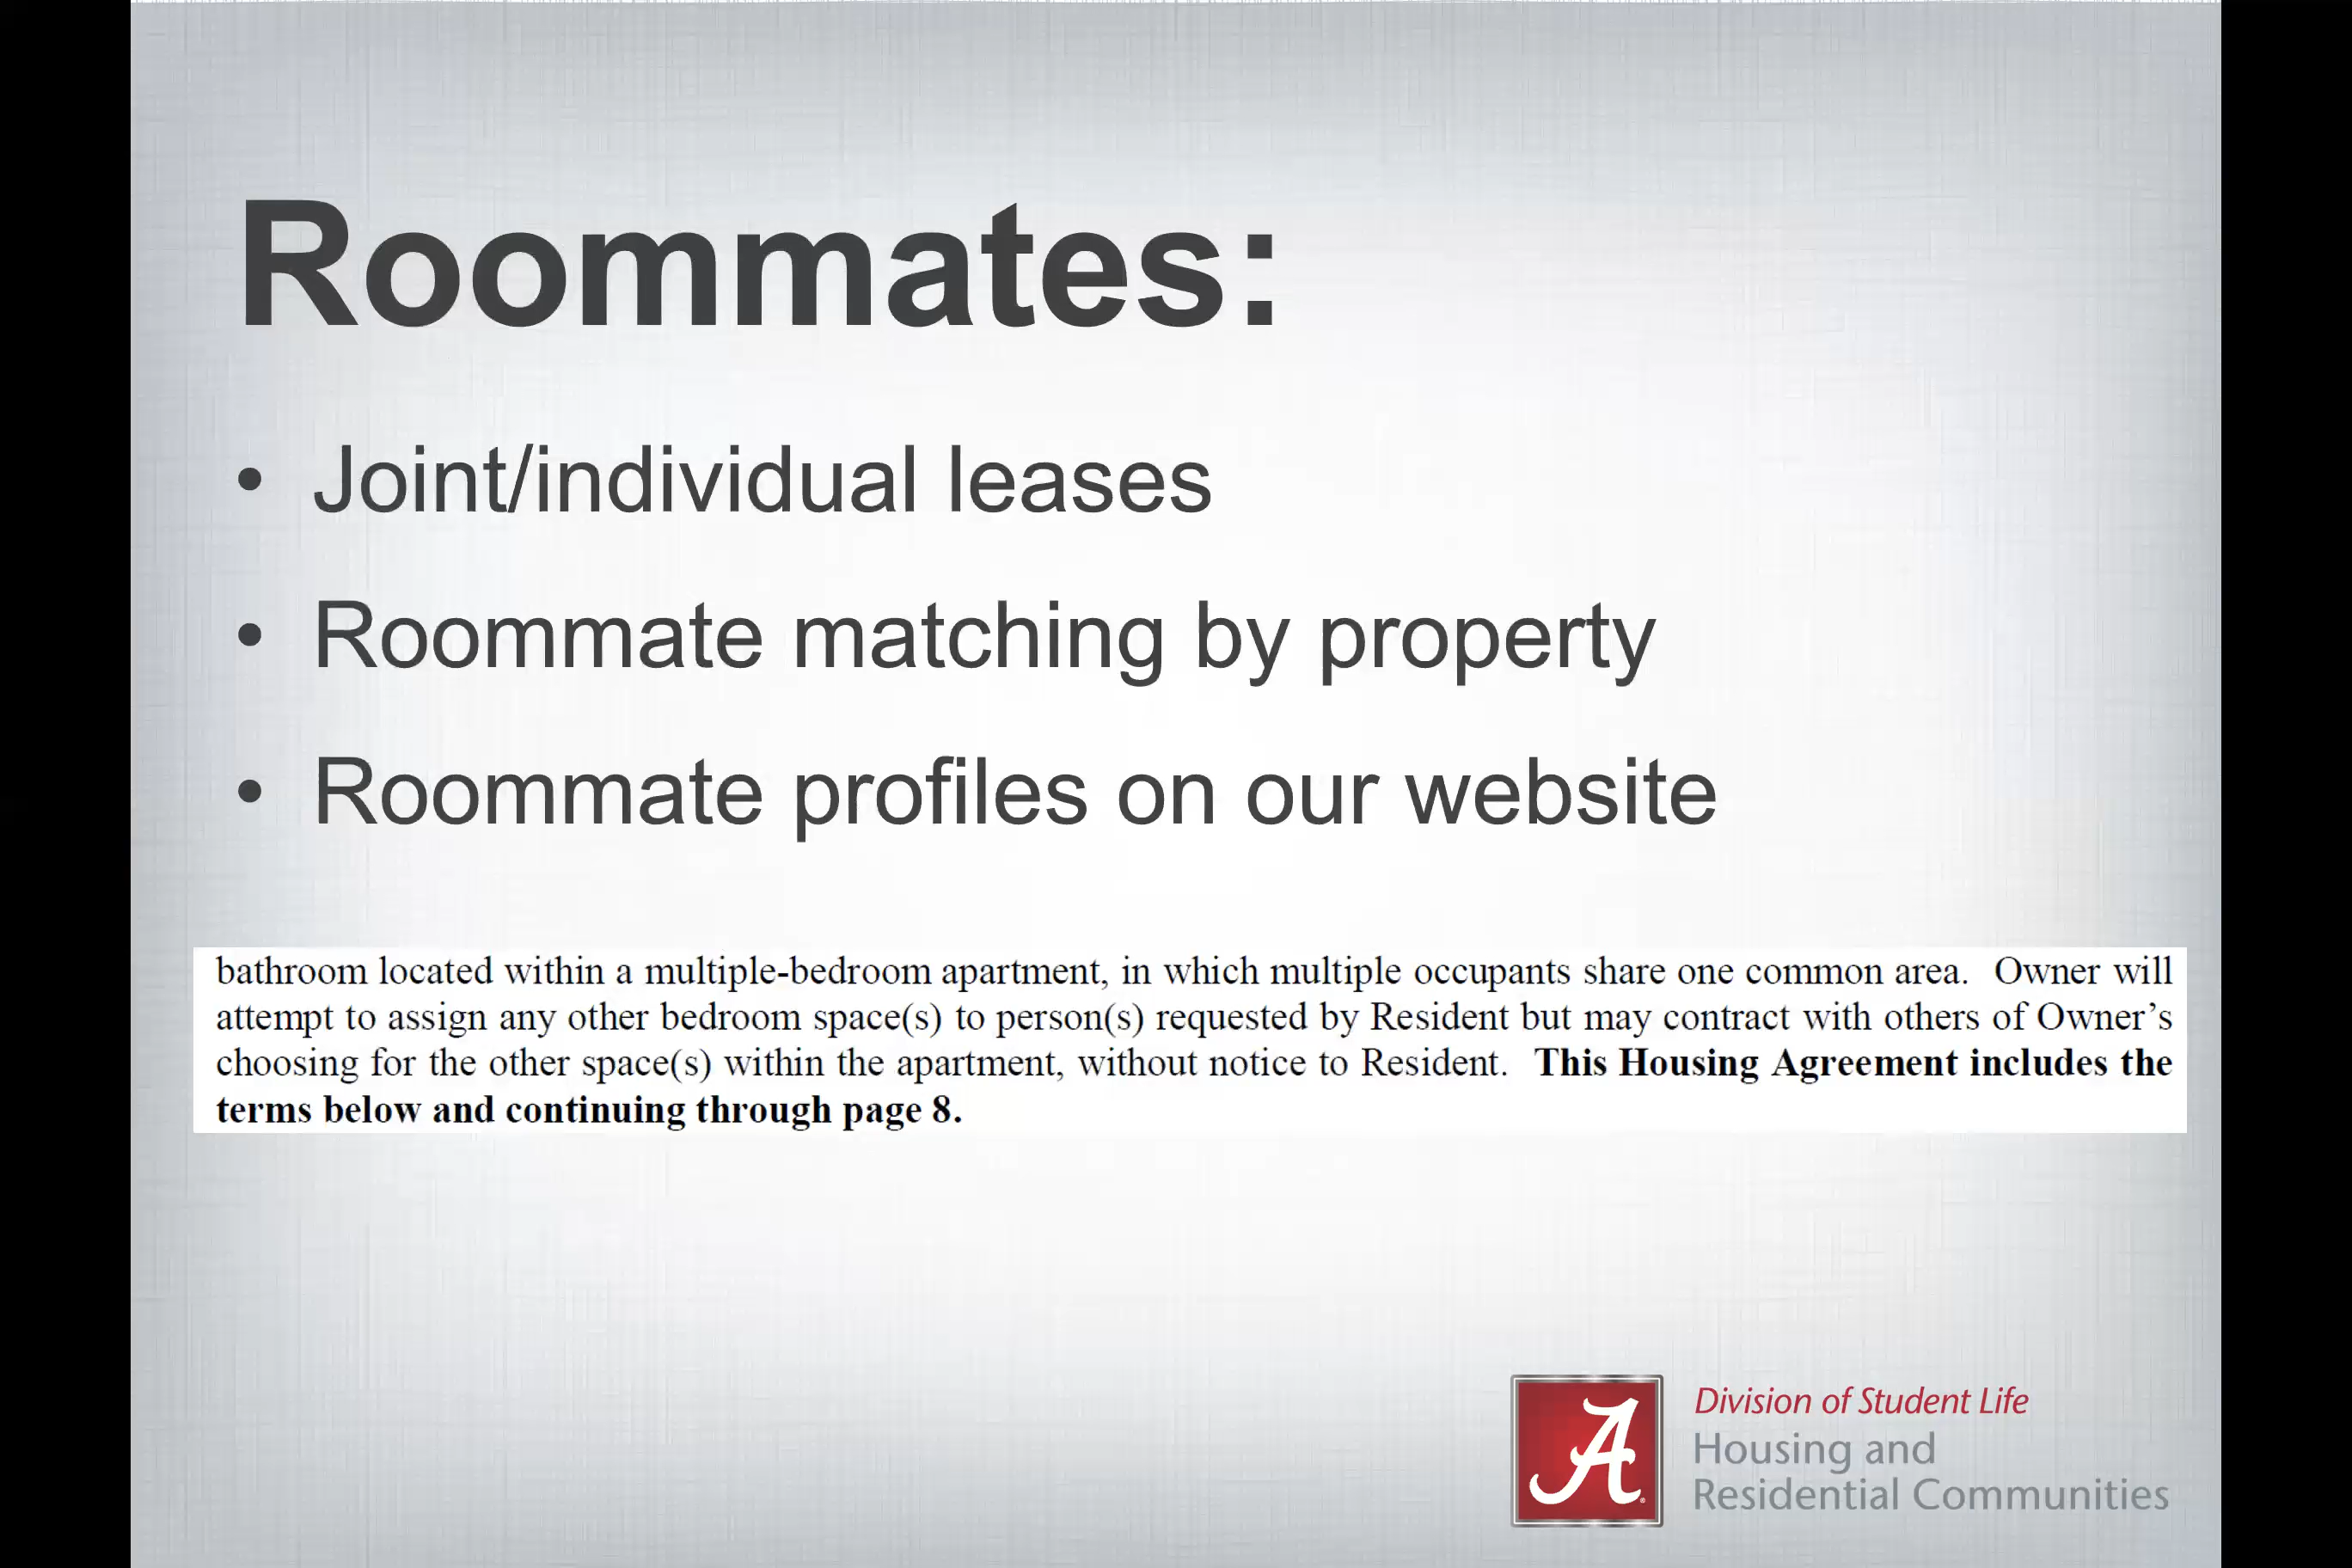 Roommates:
• Joint/individual leases
• Roommate matching by property
• Roommate profiles on our website
bathroom located within a multiple-bedroom apartment, in which multiple occupants share one common area. Owner will
attempt to assign any other bedroom space(s) to person(s) requested by Resident but may contract with others of Owner's
choosing for the other space(s) within the apartment, without notice to Resident. This Housing Agreement includes the
terms below and continuing through page 8.
A
Division of Student Life
Housing and
Residential Communities